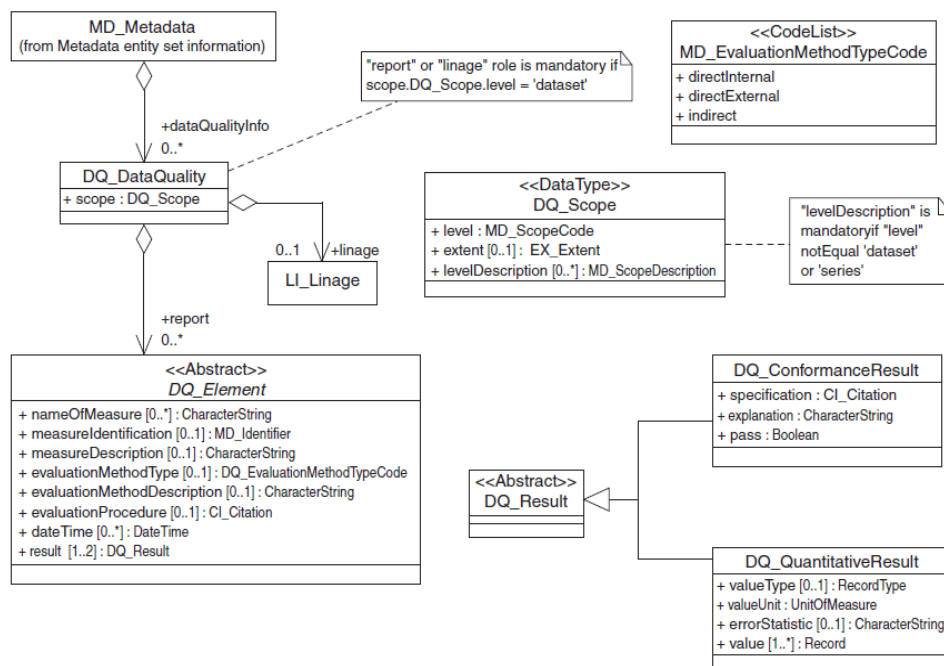 MD_Metadata
(from Metadata entity set information)
"report" or "linage" role is mandatory if
scope.DQ_Scope.level = 'dataset'
<<CodeList>>
MD_EvaluationMethodTypeCode
+ directInternal
+ directExternal
+ indirect
+dataQualityInfo
0..*
DQ_DataQuality
+ scope : DQ_Scope
0..1
+linage
LI_Linage
<<DataType>>
DQ_Scope
+ level : MD_ScopeCode
+ extent [0..1] : EX_Extent
+ levelDescription [0..*] : MD_ScopeDescription
"levelDescription" is
mandatoryif "level"
notEqual 'dataset'
or 'series'
+report
0..*
<<Abstract>>
DQ_Element
+ nameOfMeasure [0..*] : CharacterString
+ measureIdentification [0..1] : MD_Identifier
+ measureDescription [0..1] : CharacterString
+ evaluationMethodType [0..1] : DQ_EvaluationMethodTypeCode
+ evaluationMethodDescription [0..1] : CharacterString
+ evaluationProcedure [0..1] : CI_Citation
+ dateTime [0..*] : DateTime
+ result [1..2] : DQ_Result
<<Abstract>>
DQ_Result
DQ_ConformanceResult
+ specification : CI_Citation
+ explanation : CharacterString
+ pass : Boolean
DQ_QuantitativeResult
+ valueType [0..1] : RecordType
+ valueUnit : UnitOfMeasure
+ errorStatistic [0..1] : CharacterString
+ value [1..*] : Record